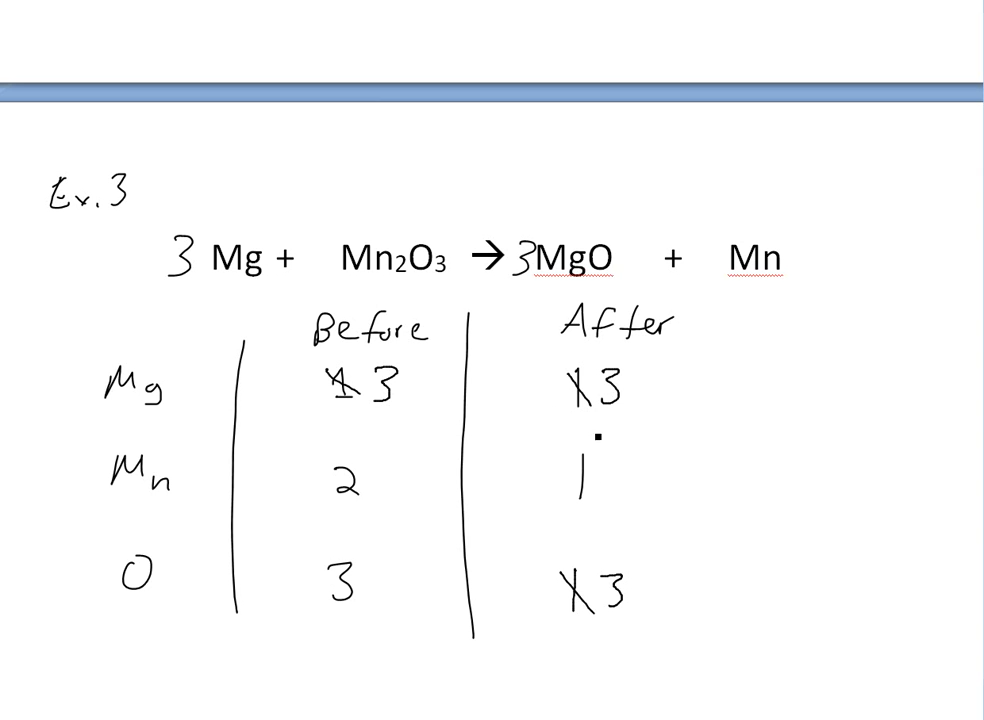 Ex. 3
3 Mg + Mn2O3 → 3MgO + Mn
Before After
Mg 1 3 1 3
Mn 2 1
O 3 1 3